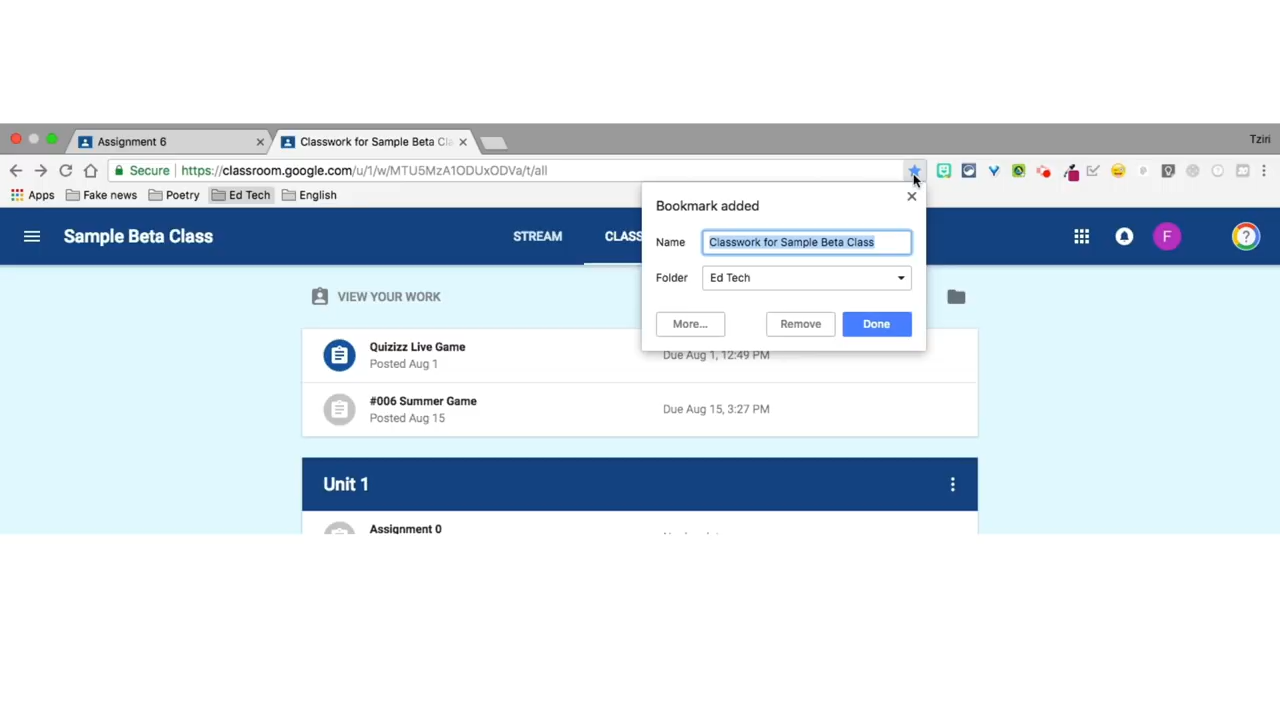 Assignment 6
Classwork for Sample Beta Cla
Tziri
Secure https://classroom.google.com/u/1/w/MTU5MzA1ODUxODVa/t/all
Apps Fake news Poetry Ed Tech English
Bookmark added
Name Classwork for Sample Beta Class
Folder Ed Tech
More... Remove Done
Sample Beta Class STREAM CLASS F ?
VIEW YOUR WORK
Quizizz Live Game
Posted Aug 1
Due Aug 1, 12:49 PM
#006 Summer Game
Posted Aug 15
Due Aug 15, 3:27 PM
Unit 1
Assignment 0